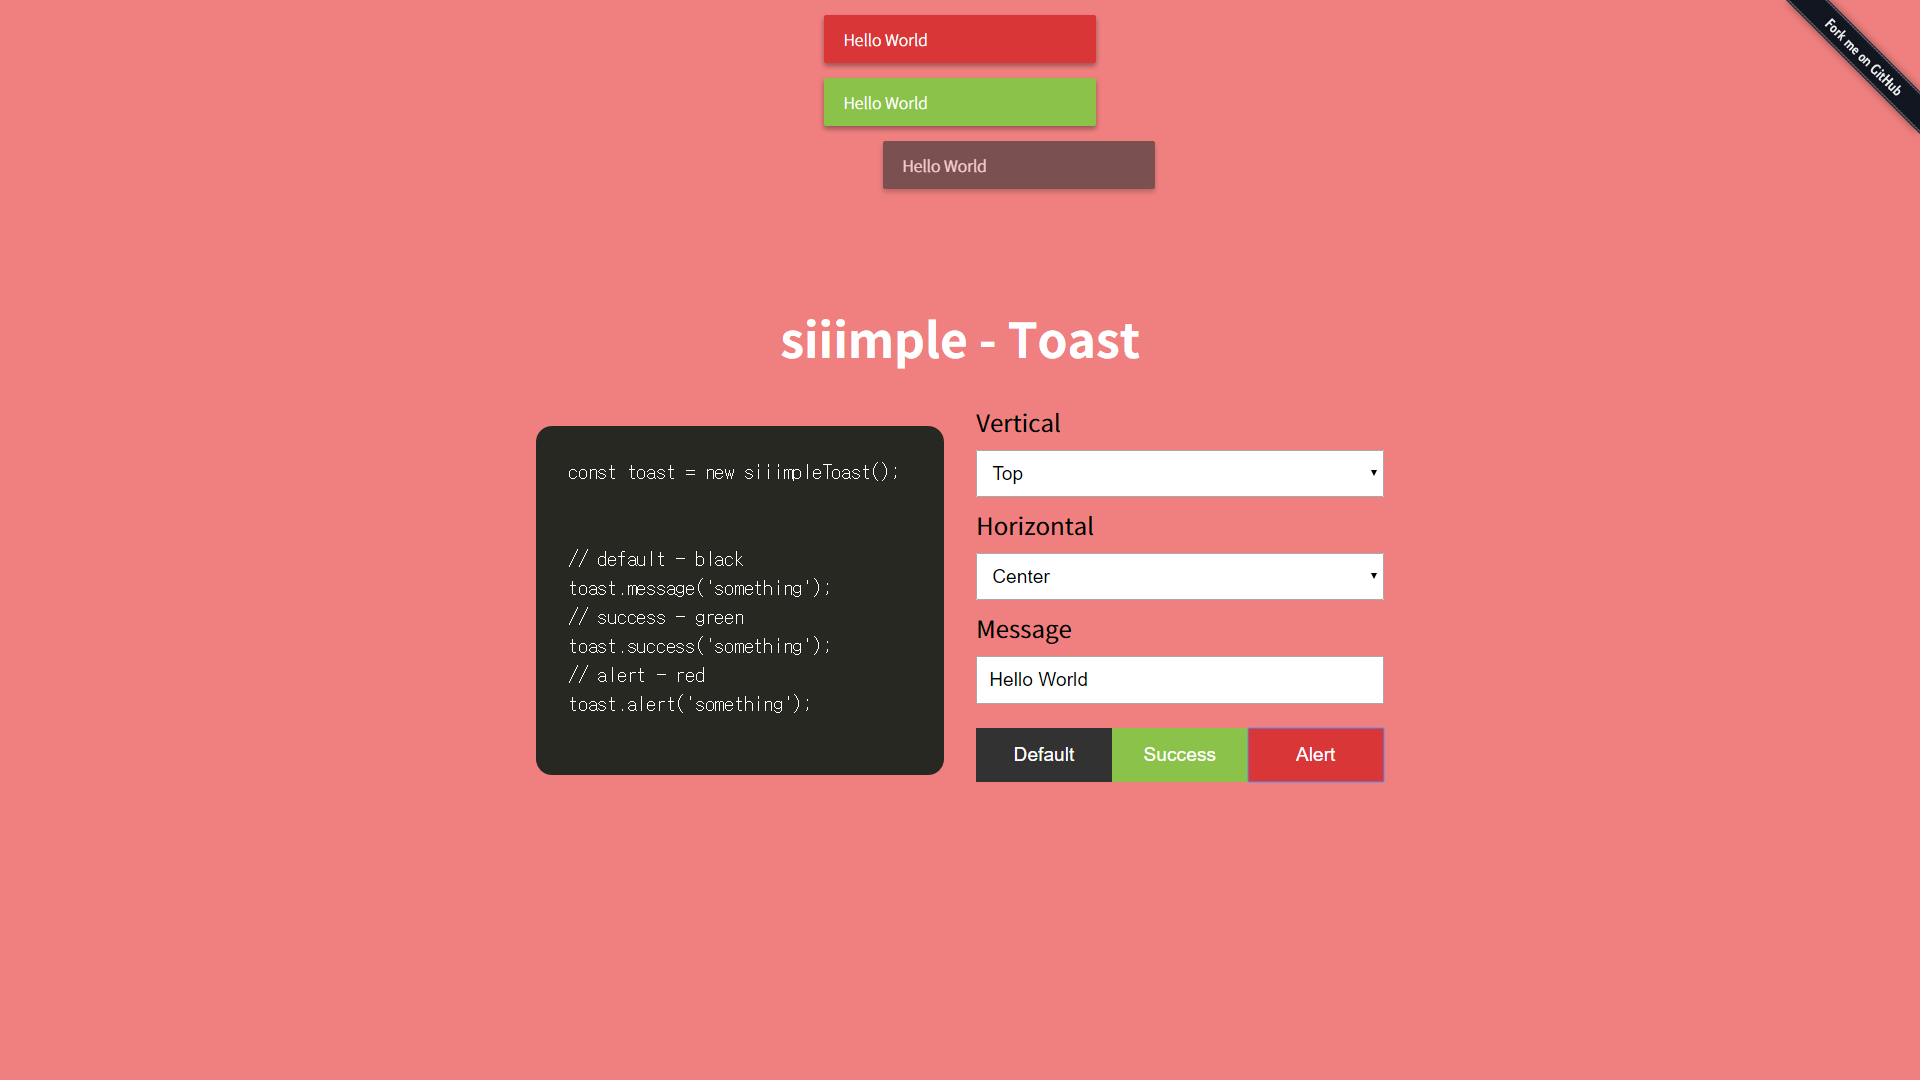 Hello World
Fork me on GitHub
Hello World
Hello World
siiimple - Toast
const toast = new siiimpleToast();
// default - black
toast.message('something');
// success - green
toast.success('something');
// alert - red
toast.alert('something');
Vertical
Top
Horizontal
Center
Message
Hello World
Default Success Alert